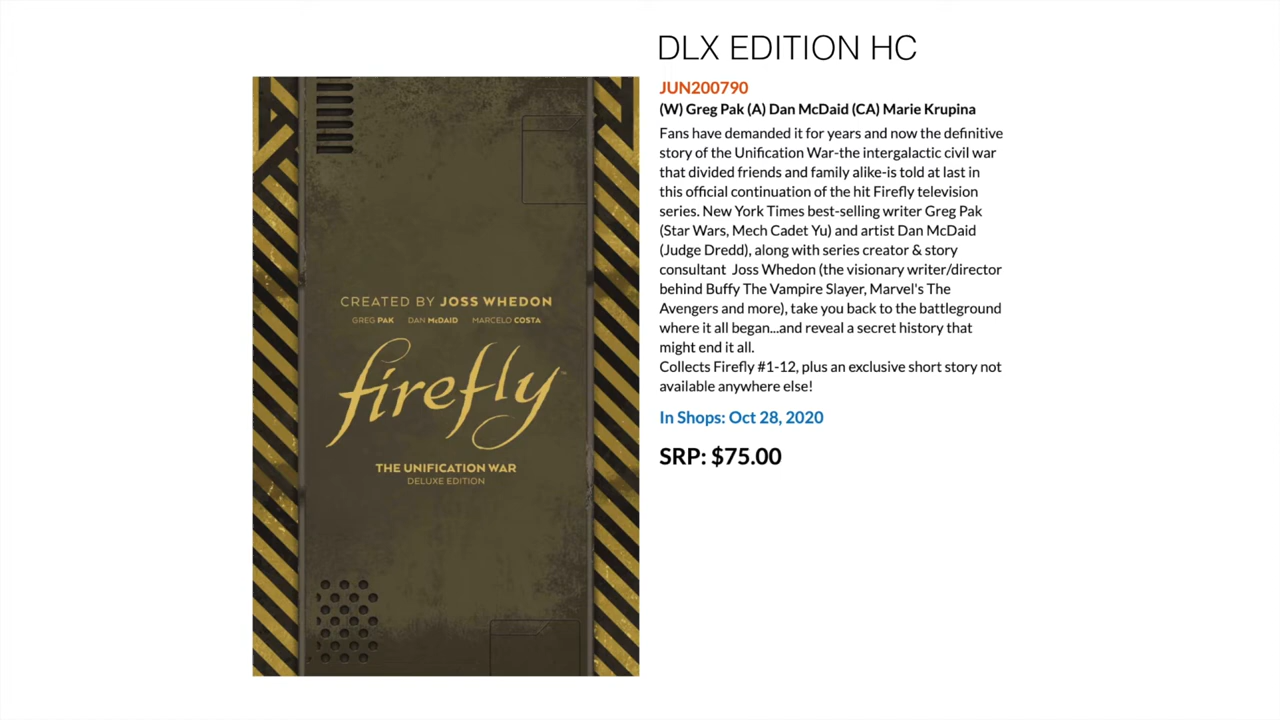 DLX EDITION HC
JUN200790
(W) Greg Pak (A) Dan McDaid (CA) Marie Krupina
Fans have demanded it for years and now the definitive
story of the Unification War-the intergalactic civil war
that divided friends and family alike-is told at last in
this official continuation of the hit Firefly television
series. New York Times best-selling writer Greg Pak
(Star Wars, Mech Cadet Yu) and artist Dan McDaid
(Judge Dredd), along with series creator & story
consultant Joss Whedon (the visionary writer/director
behind Buffy The Vampire Slayer, Marvel's The
Avengers and more), take you back to the battleground
where it all began...and reveal a secret history that
might end it all.
Collects Firefly #1-12, plus an exclusive short story not
available anywhere else!
In Shops: Oct 28, 2020
SRP: $75.00
CREATED BY JOSS WHEDON
GREG PAK DAN McDAID MARCELO COSTA
firefly™
THE UNIFICATION WAR
DELUXE EDITION